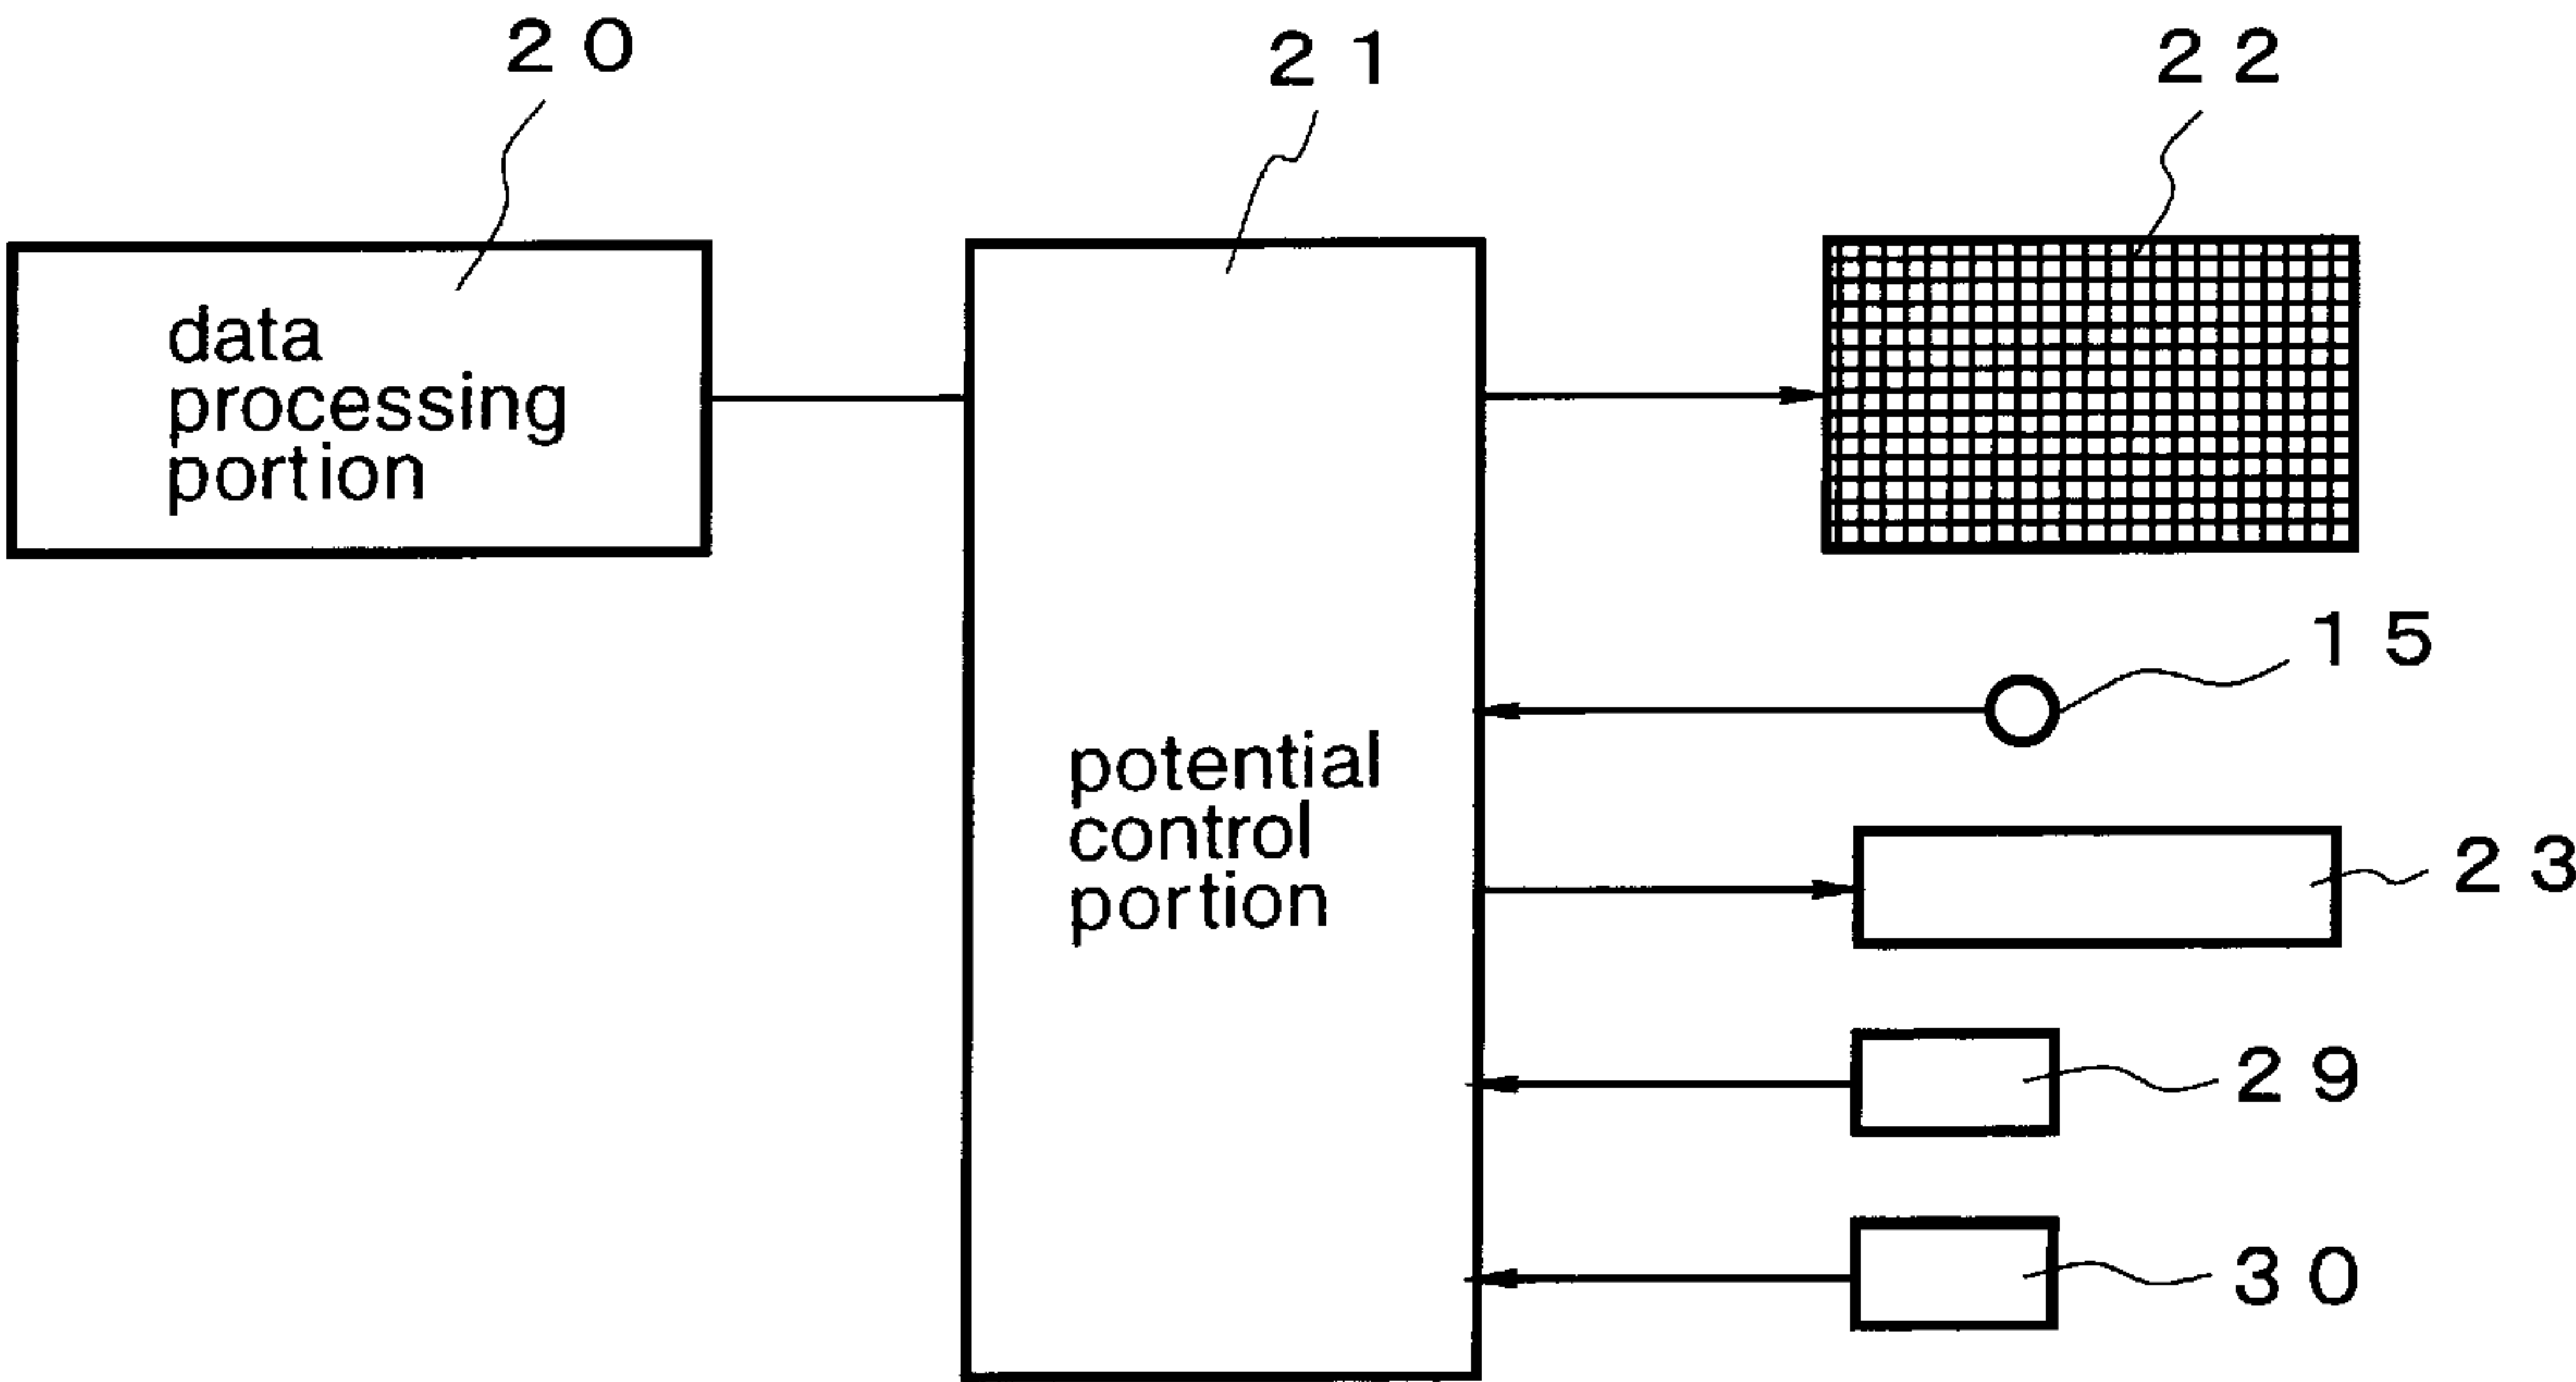 20
21
22
data
processing
portion
15
potential
control
portion
23
29
30